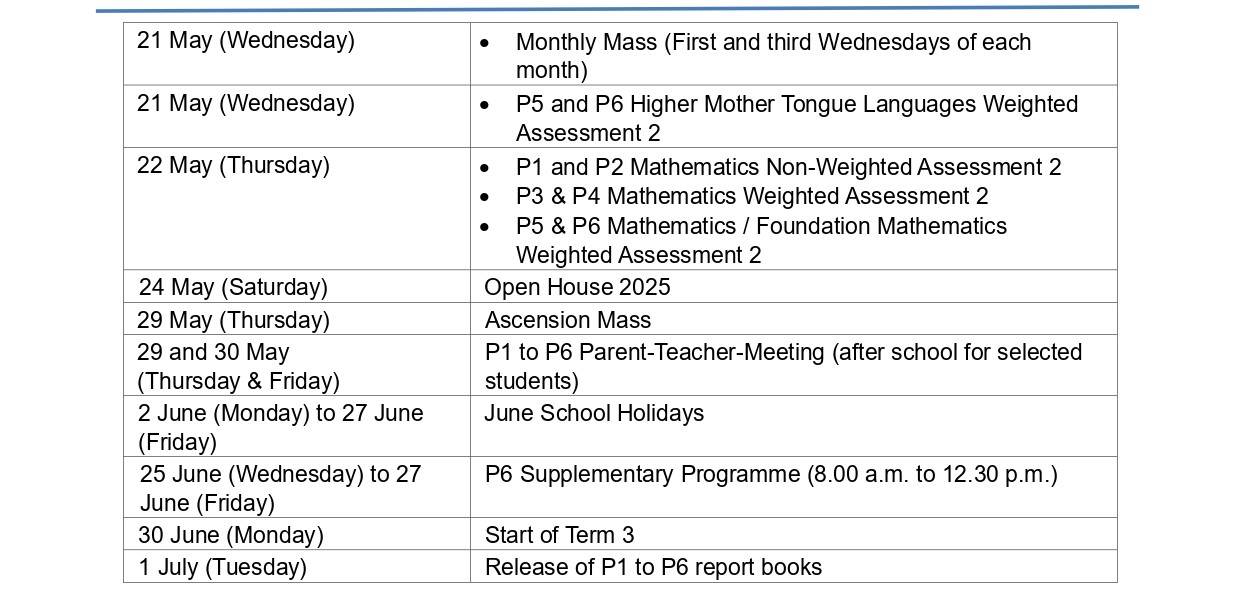 21 May (Wednesday)
• Monthly Mass (First and third Wednesdays of each
month)
21 May (Wednesday)
• P5 and P6 Higher Mother Tongue Languages Weighted
Assessment 2
22 May (Thursday)
• P1 and P2 Mathematics Non-Weighted Assessment 2
• P3 & P4 Mathematics Weighted Assessment 2
• P5 & P6 Mathematics / Foundation Mathematics
Weighted Assessment 2
24 May (Saturday)
Open House 2025
29 May (Thursday)
Ascension Mass
29 and 30 May
(Thursday & Friday)
P1 to P6 Parent-Teacher-Meeting (after school for selected
students)
2 June (Monday) to 27 June
(Friday)
June School Holidays
25 June (Wednesday) to 27
June (Friday)
P6 Supplementary Programme (8.00 a.m. to 12.30 p.m.)
30 June (Monday)
Start of Term 3
1 July (Tuesday)
Release of P1 to P6 report books